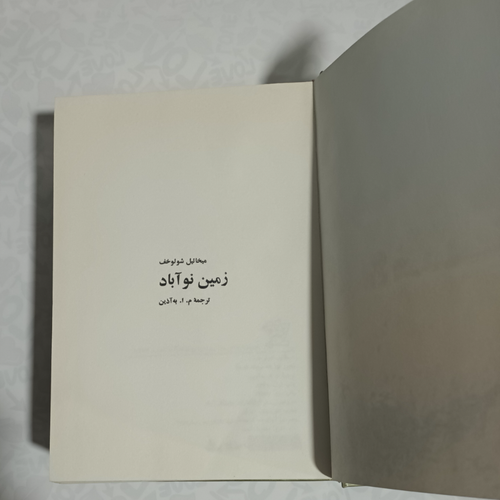 میخائیل شولوخف
زمین نوآباد
ترجمهٔ م. ا. به‌آذین